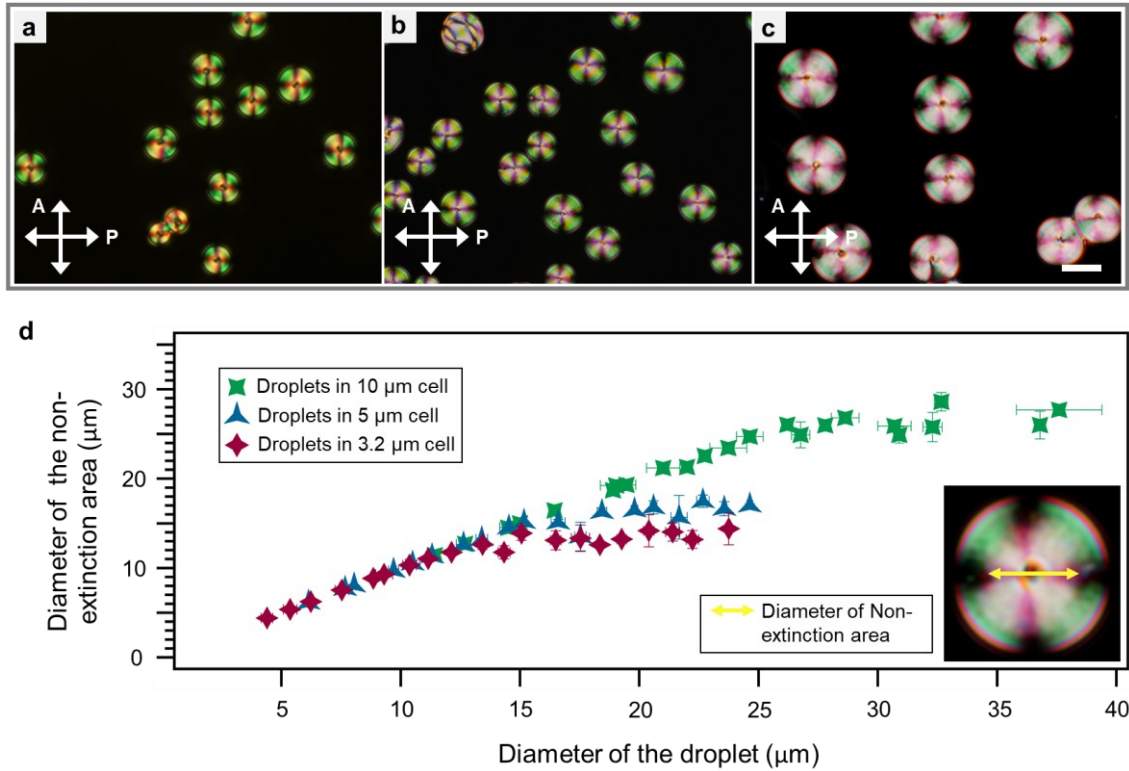 a
b
c
A
P
A
P
A
P
d
Diameter of the non-
extinction area (μm)
30
20
10
0
Droplets in 10 μm cell
Droplets in 5 μm cell
Droplets in 3.2 μm cell
Diameter of Non-
extinction area
5
10
15
20
25
30
35
40
Diameter of the droplet (μm)